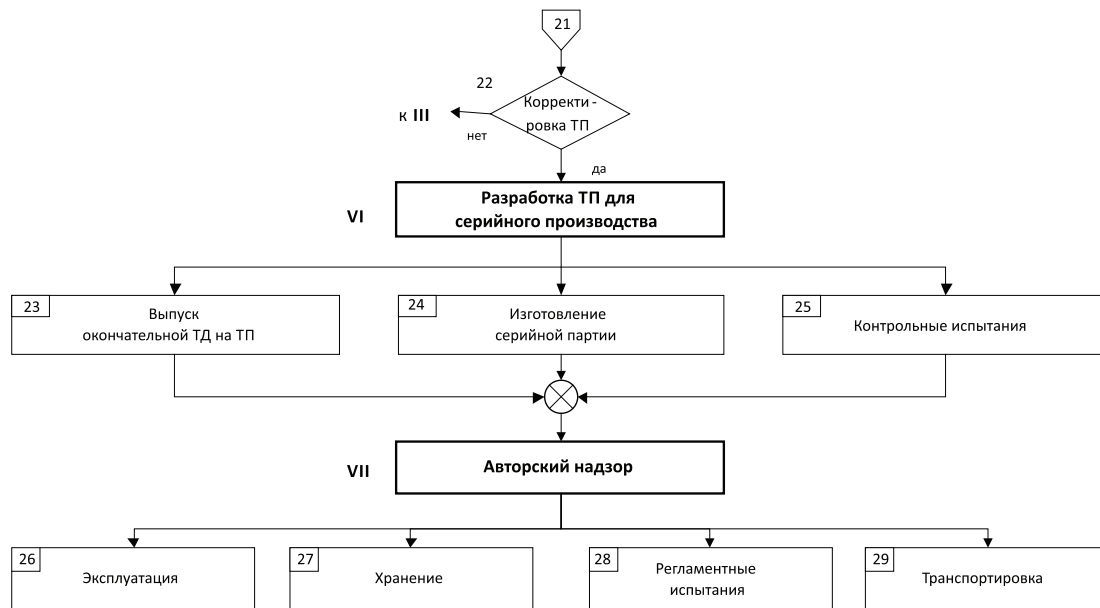 21
22
Корректи -
ровка ТП
к III
нет
да
VI
Разработка ТП для
серийного производства
23
Выпуск
окончательной ТД на ТП
24
Изготовление
серийной партии
25
Контрольные испытания
VII
Авторский надзор
26
Эксплуатация
27
Хранение
28
Регламентные
испытания
29
Транспортировка